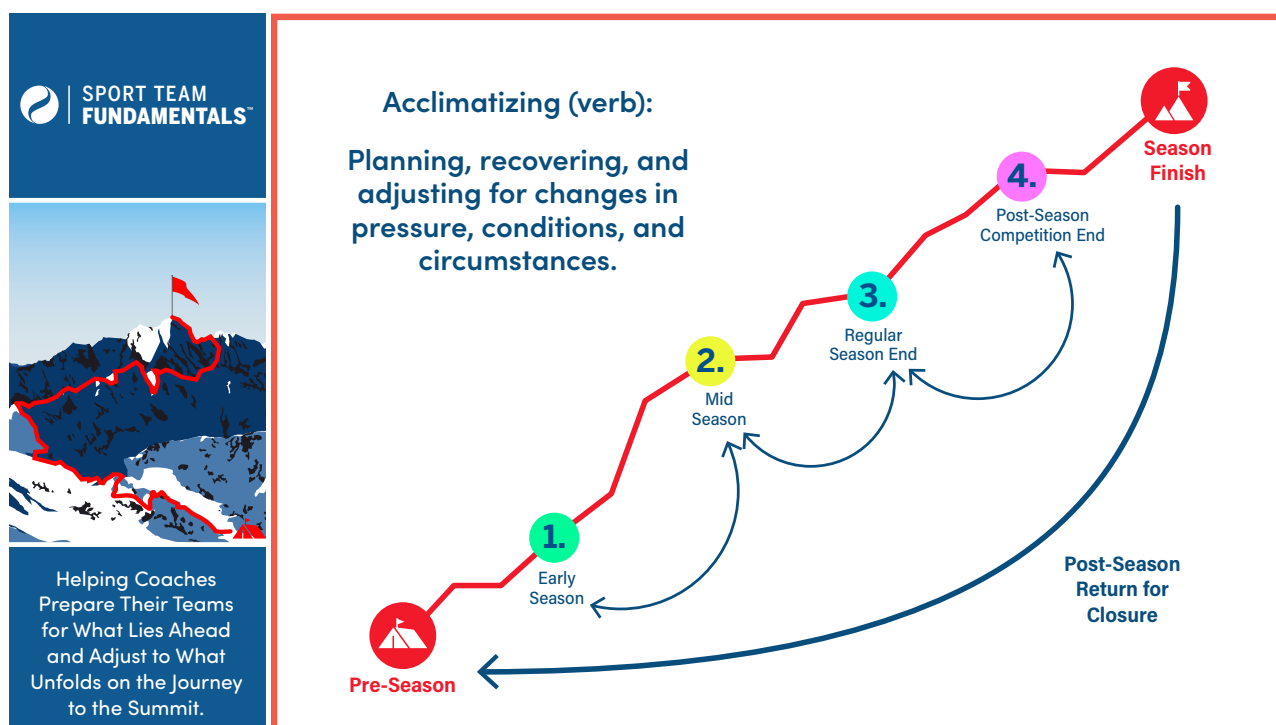 SPORT TEAM
FUNDAMENTALS™
Helping Coaches
Prepare Their Teams
for What Lies Ahead
and Adjust to What
Unfolds on the Journey
to the Summit.
Acclimatizing (verb):
Planning, recovering, and
adjusting for changes in
pressure, conditions, and
circumstances.
Season
Finish
4.
Post-Season
Competition End
3.
Regular
Season End
2.
Mid
Season
1.
Early
Season
Pre-Season
Post-Season
Return for
Closure